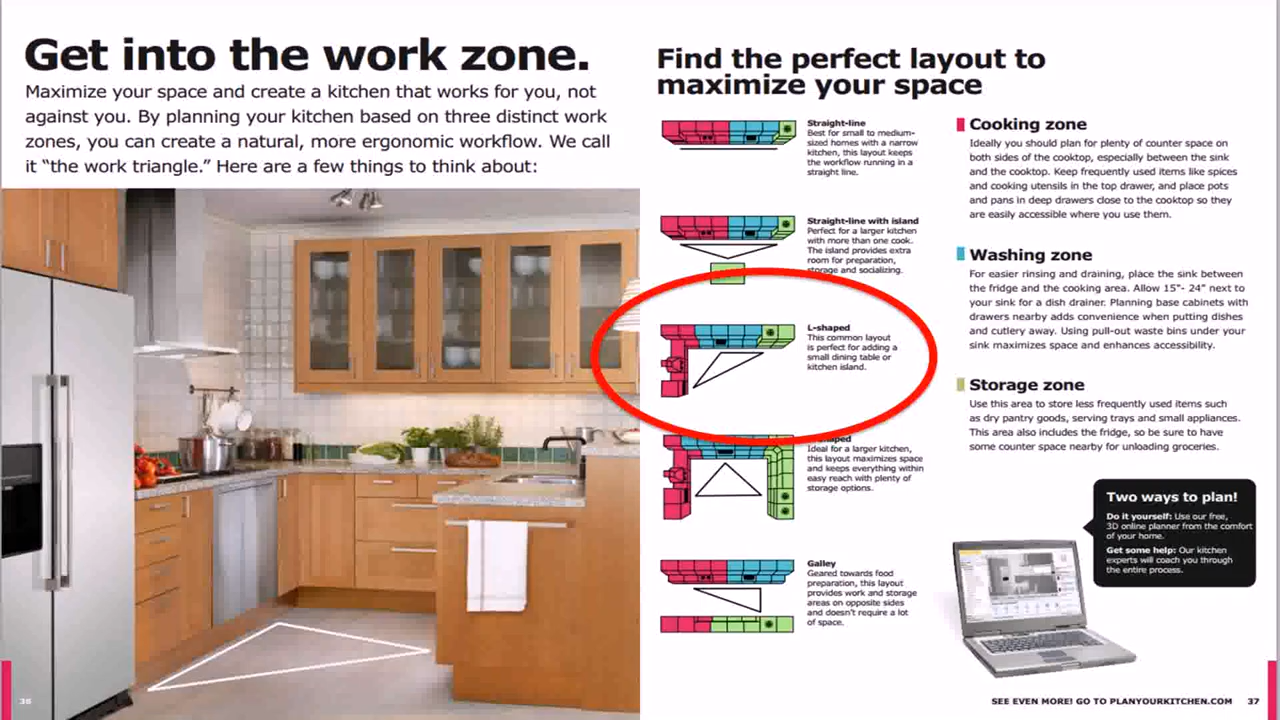 Get into the work zone.
Maximize your space and create a kitchen that works for you, not
against you. By planning your kitchen based on three distinct work
zones, you can create a natural, more ergonomic workflow. We call
it “the work triangle.” Here are a few things to think about:
36
Find the perfect layout to
maximize your space
Straight-line
Best for small to medium-
sized homes with a narrow
kitchen, this layout keeps
the workflow running in a
straight line.
Straight-line with island
Perfect for a larger kitchen
with more than one cook.
The island provides extra
room for preparation,
storage and socializing.
L-shaped
This common layout
is perfect for adding a
small dining table or
kitchen island.
Ideal for a larger kitchen,
this layout maximizes space
and keeps everything within
easy reach with plenty of
storage options.
Galley
Geared towards food
preparation, this layout
provides work and storage
areas on opposite sides
and doesn't require a lot
of space.
Cooking zone
Ideally you should plan for plenty of counter space on
both sides of the cooktop, especially between the sink
and the cooktop. Keep frequently used items like spices
and cooking utensils in the top drawer, and place pots
and pans in deep drawers close to the cooktop so they
are easily accessible where you use them.
Washing zone
For easier rinsing and draining, place the sink between
the fridge and the cooking area. Allow 15"- 24" next to
your sink for a dish drainer. Planning base cabinets with
drawers nearby adds convenience when putting dishes
and cutlery away. Using pull-out waste bins under your
sink maximizes space and enhances accessibility.
Storage zone
Use this area to store less frequently used items such
as dry pantry goods, serving trays and small appliances.
This area also includes the fridge, so be sure to have
some counter space nearby for unloading groceries.
Two ways to plan!
Do it yourself: Use our free,
3D online planner from the comfort
of your home.
Get some help: Our kitchen
experts will coach you through
the entire process.
SEE EVEN MORE! GO TO PLANYOURKITCHEN.COM 37